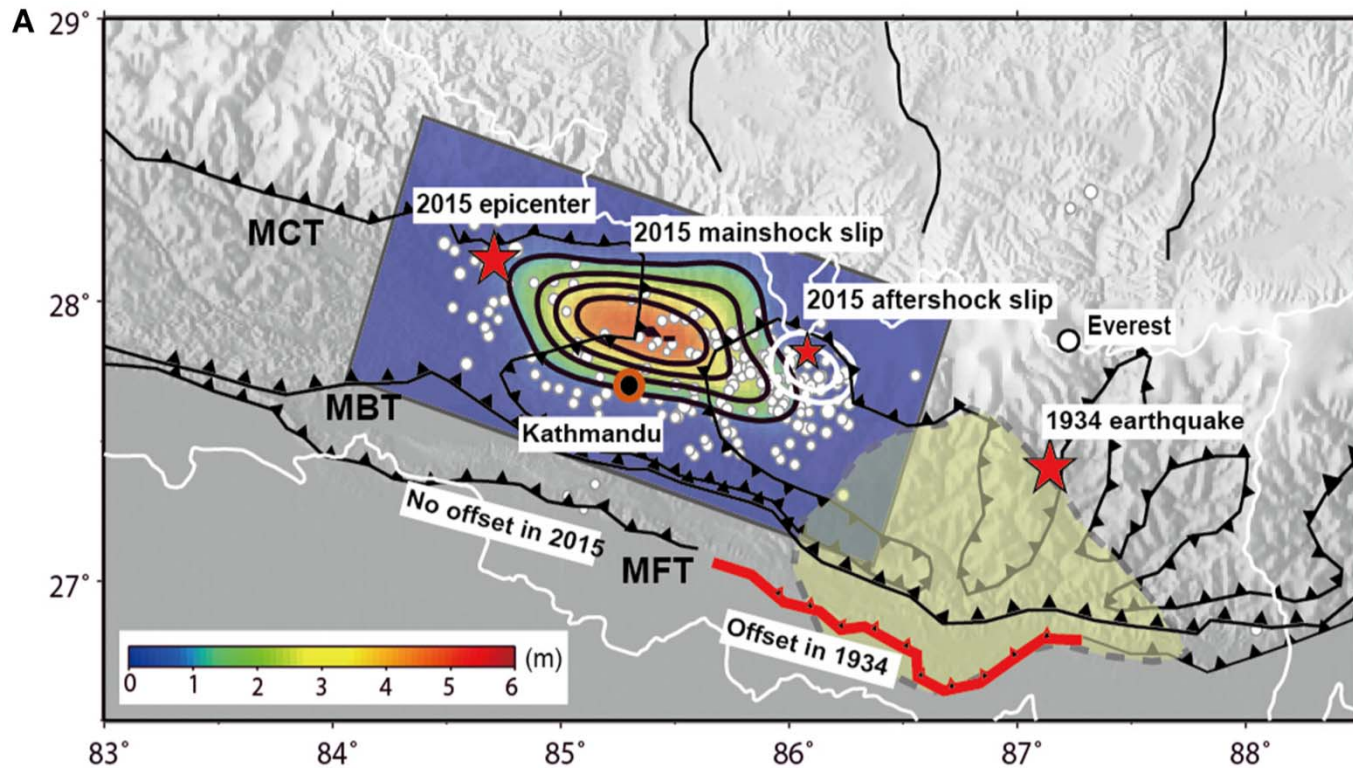 A
29°
2015 epicenter
MCT
2015 mainshock slip
28°
2015 aftershock slip
Everest
MBT
1934 earthquake
Kathmandu
No offset in 2015
MFT
27°
Offset in 1934
(m)
0 1 2 3 4 5 6
83° 84° 85° 86° 87° 88°